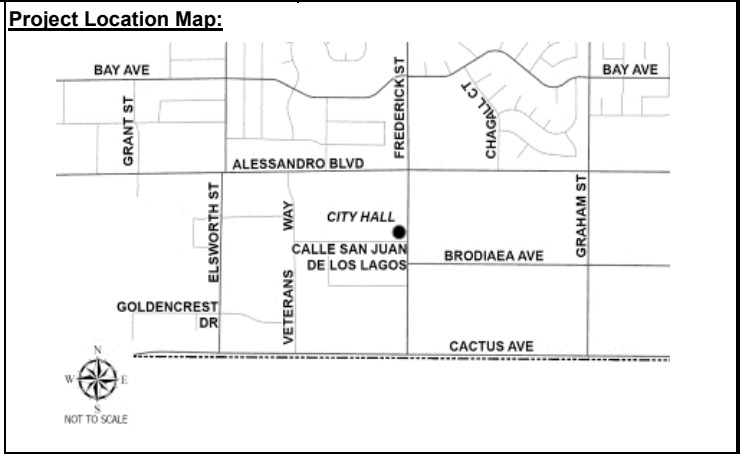 Project Location Map:
BAY AVE
FREDERICK ST
BAY AVE
GRANT ST
CHAGALL CT
ALESSANDRO BLVD
ELSWORTH ST
VETERANS WAY
CITY HALL
GRAHAM ST
CALLE SAN JUAN
DE LOS LAGOS
BRODIAEA AVE
GOLDENCREST
DR
CACTUS AVE
N
W
E
S
NOT TO SCALE